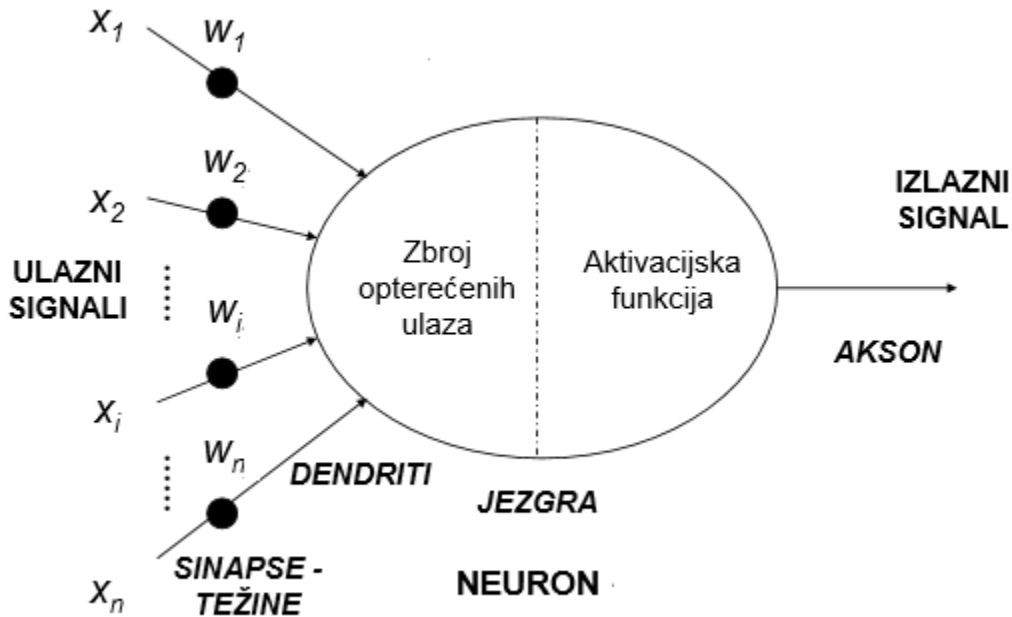 x1
w1
w2
x2
ULAZNI
SIGNALI
wi
xi
wn
xn
SINAPSE -
TEŽINE
DENDRITI
Zbroj
opterećenih
ulaza
Aktivacijska
funkcija
JEZGRA
NEURON
IZLAZNI
SIGNAL
AKSON